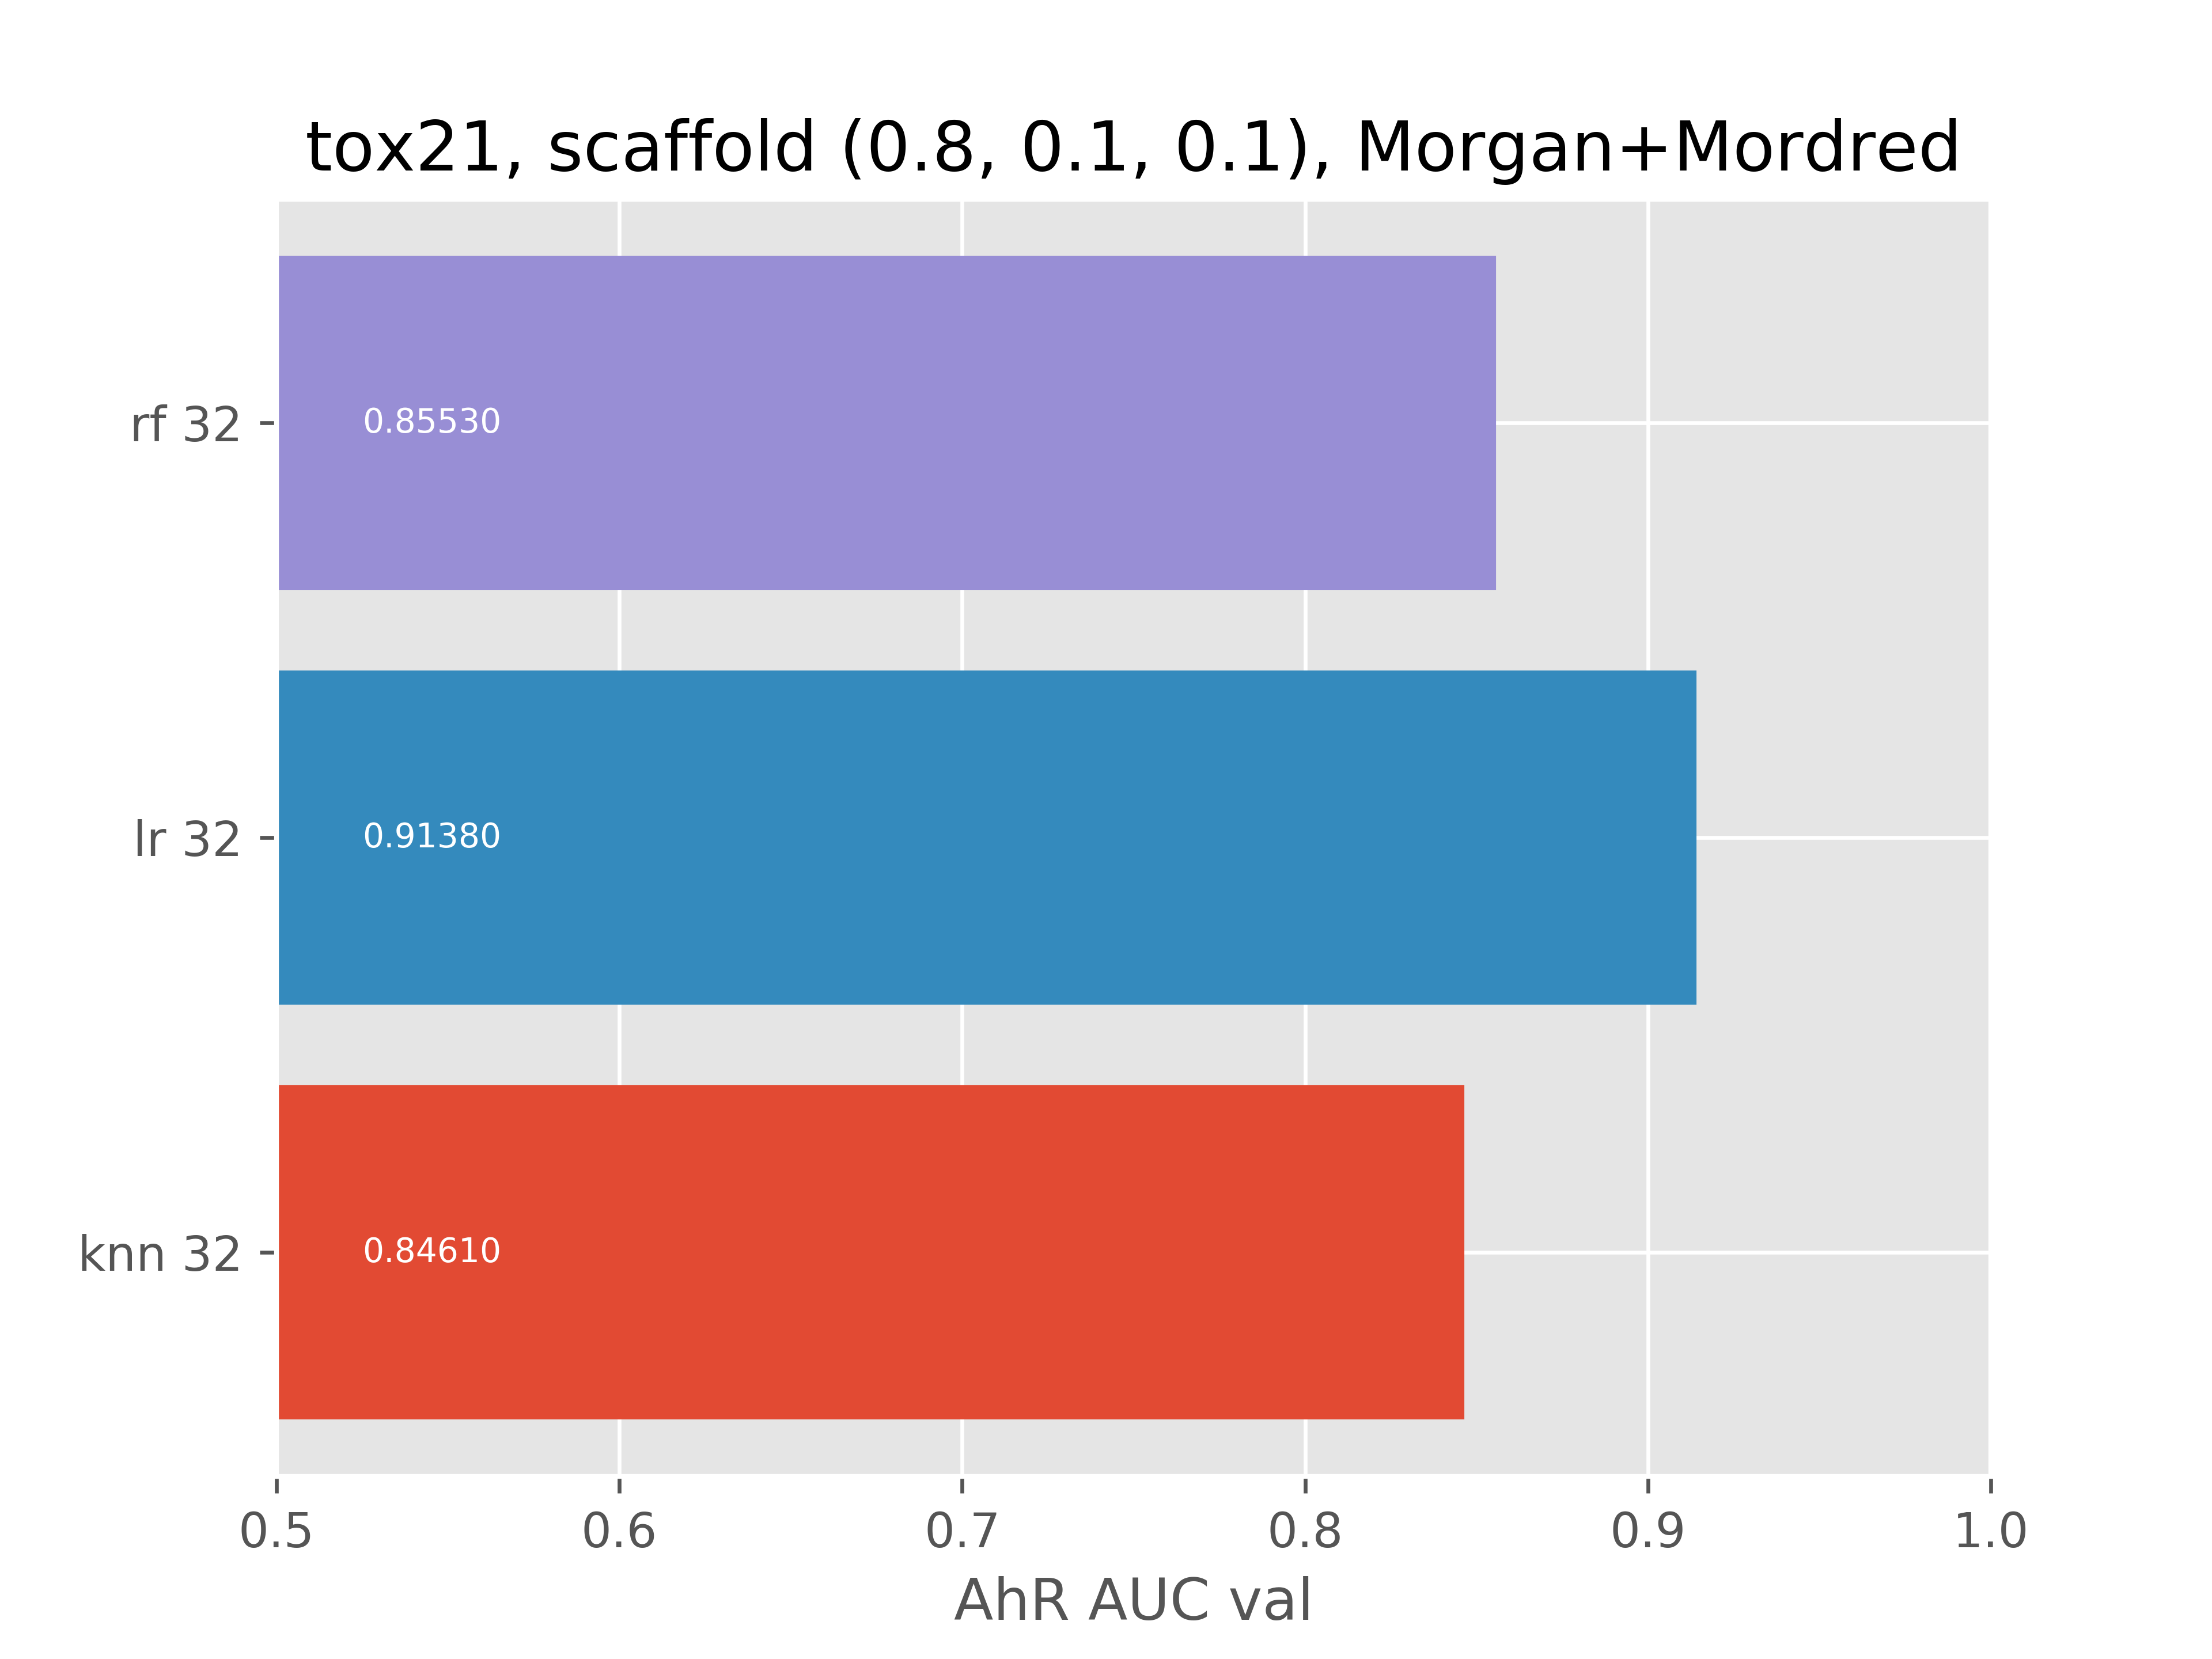 tox21, scaffold (0.8, 0.1, 0.1), Morgan+Mordred
rf 32
0.85530
lr 32
0.91380
knn 32
0.84610
0.5 0.6 0.7 0.8 0.9 1.0
AhR AUC val